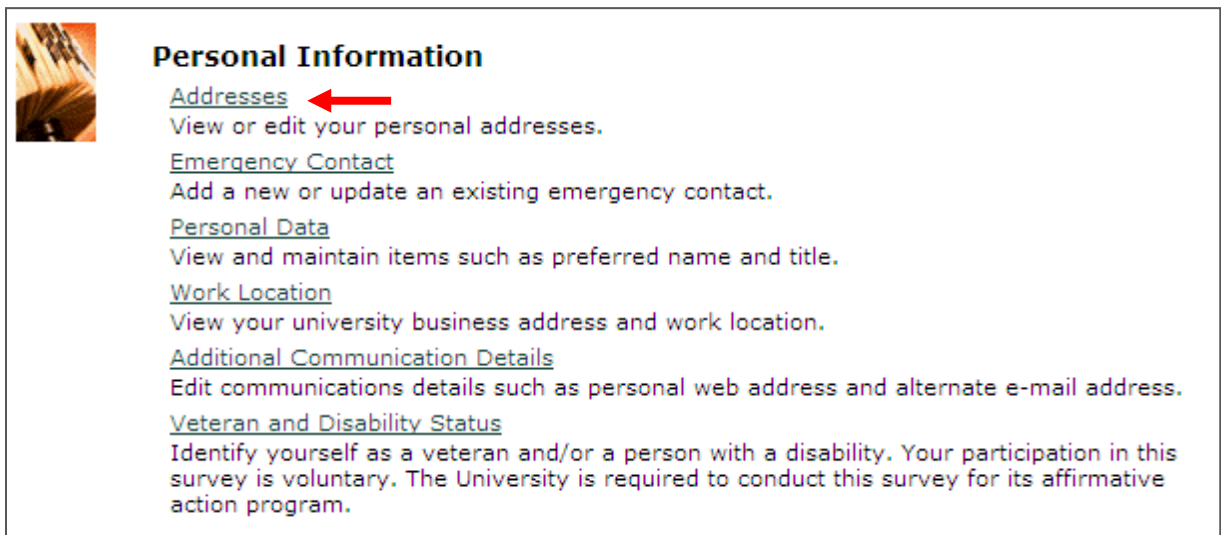 Personal Information
Addresses
View or edit your personal addresses.
Emergency Contact
Add a new or update an existing emergency contact.
Personal Data
View and maintain items such as preferred name and title.
Work Location
View your university business address and work location.
Additional Communication Details
Edit communications details such as personal web address and alternate e-mail address.
Veteran and Disability Status
Identify yourself as a veteran and/or a person with a disability. Your participation in this
survey is voluntary. The University is required to conduct this survey for its affirmative
action program.